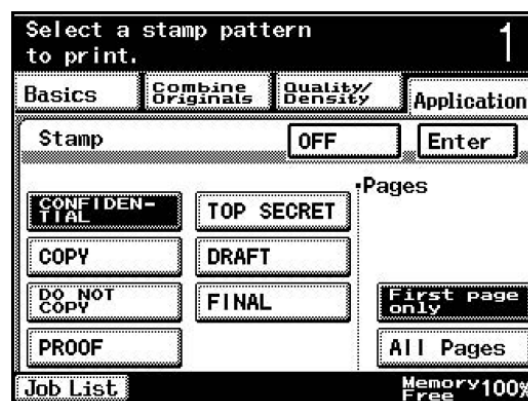 Select a stamp pattern
to print.
1
Basics
Combine
Originals
Quality/
Density
Application
Stamp
OFF
Enter
CONFIDEN-
TIAL
TOP SECRET
Pages
COPY
DRAFT
DO NOT
COPY
FINAL
First page
only
PROOF
All Pages
Job List
Memory
Free
100%